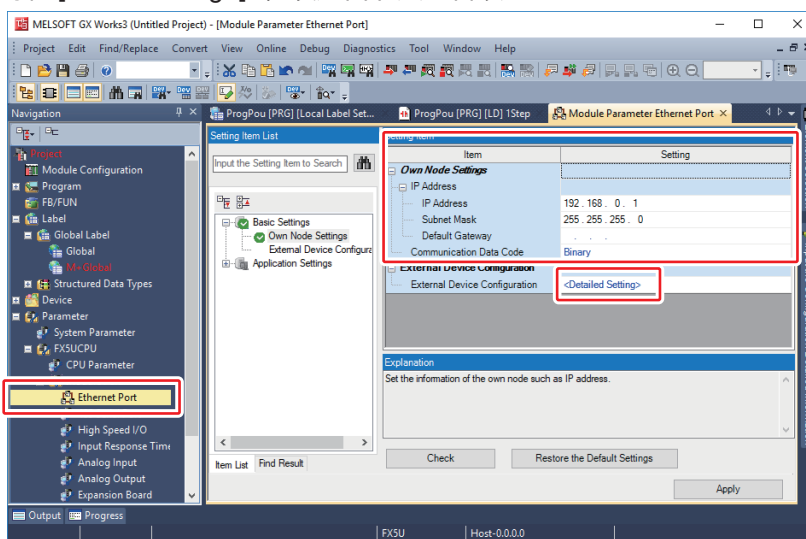 MELSOFT GX Works3 (Untitled Project) - [Module Parameter Ethernet Port]
Project Edit Find/Replace Convert View Online Debug Diagnostics Tool Window Help
Navigation
ProgPou [PRG] [Local Label Set...
ProgPou [PRG] [LD] 1Step
Module Parameter Ethernet Port
Project
Module Configuration
Program
FB/FUN
Label
Global Label
Global
M+Global
Structured Data Types
Device
Parameter
System Parameter
FX5UCPU
CPU Parameter
Ethernet Port
High Speed I/O
Input Response Time
Analog Input
Analog Output
Expansion Board
Setting Item List
Input the Setting Item to Search
Basic Settings
Own Node Settings
External Device Configura
Application Settings
Item List Find Result
Item Setting
Own Node Settings
IP Address
IP Address 192 . 168 . 0 . 1
Subnet Mask 255 . 255 . 255 . 0
Default Gateway . . .
Communication Data Code Binary
External Device Configuration
External Device Configuration <Detailed Setting>
Explanation
Set the information of the own node such as IP address.
Check Restore the Default Settings
Apply
Output Progress
FX5U Host-0.0.0.0